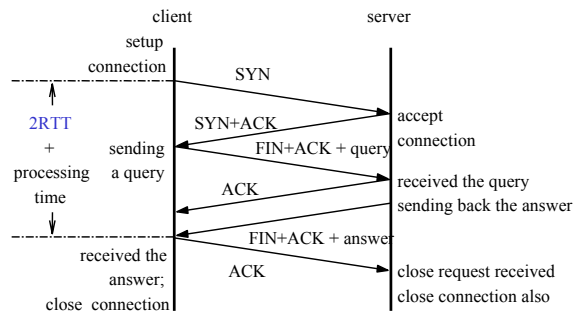 client
server
setup
connection
SYN
SYN+ACK
accept
connection
2RTT
+
processing
time
sending
a query
FIN+ACK + query
ACK
received the query
sending back the answer
FIN+ACK + answer
received the
answer;
close connection
ACK
close request received
close connection also